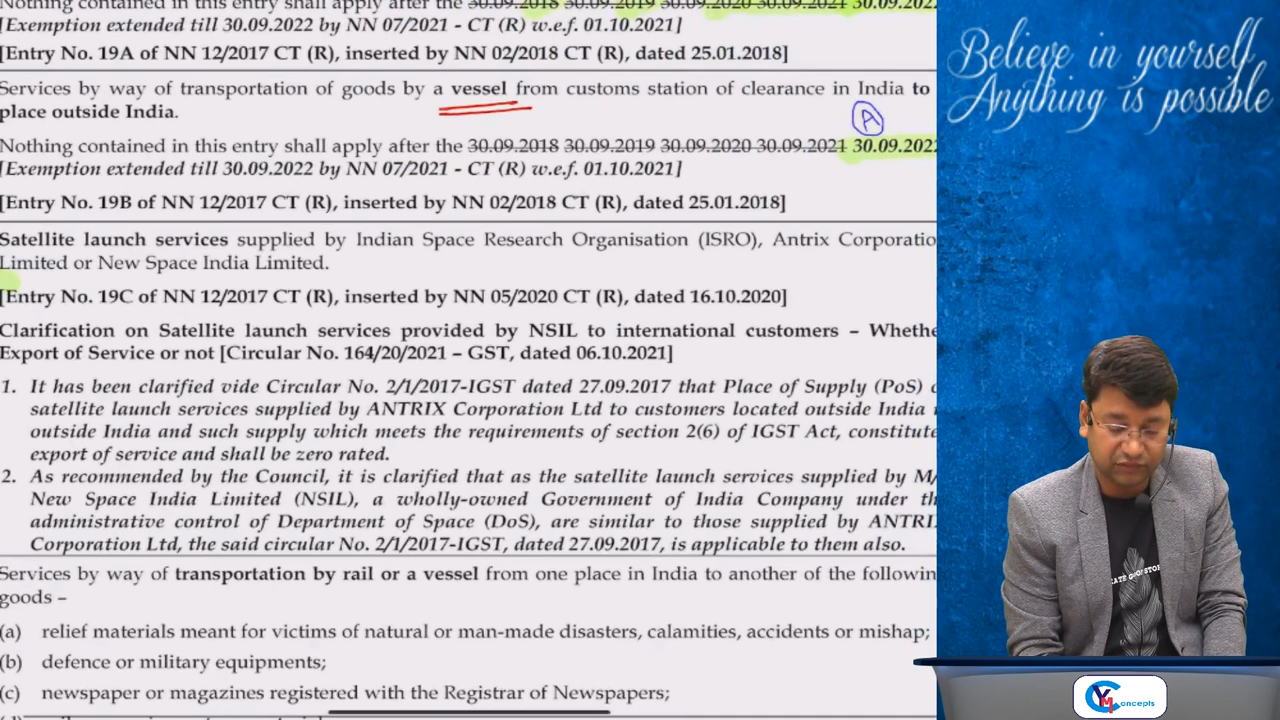 Nothing contained in this entry shall apply after the 30.09.2018 30.09.2019 30.09.2020 30.09.2021 30.09.2022
[Exemption extended till 30.09.2022 by NN 07/2021 - CT (R) w.e.f. 01.10.2021]
[Entry No. 19A of NN 12/2017 CT (R), inserted by NN 02/2018 CT (R), dated 25.01.2018]
Services by way of transportation of goods by a vessel from customs station of clearance in India to
place outside India.
A
Nothing contained in this entry shall apply after the 30.09.2018 30.09.2019 30.09.2020 30.09.2021 30.09.2022
[Exemption extended till 30.09.2022 by NN 07/2021 - CT (R) w.e.f. 01.10.2021]
[Entry No. 19B of NN 12/2017 CT (R), inserted by NN 02/2018 CT (R), dated 25.01.2018]
Satellite launch services supplied by Indian Space Research Organisation (ISRO), Antrix Corporatio
Limited or New Space India Limited.
[Entry No. 19C of NN 12/2017 CT (R), inserted by NN 05/2020 CT (R), dated 16.10.2020]
Clarification on Satellite launch services provided by NSIL to international customers – Whethe
Export of Service or not [Circular No. 164/20/2021 – GST, dated 06.10.2021]
1. It has been clarified vide Circular No. 2/1/2017-IGST dated 27.09.2017 that Place of Supply (PoS) o
satellite launch services supplied by ANTRIX Corporation Ltd to customers located outside India i
outside India and such supply which meets the requirements of section 2(6) of IGST Act, constitute
export of service and shall be zero rated.
2. As recommended by the Council, it is clarified that as the satellite launch services supplied by M/
New Space India Limited (NSIL), a wholly-owned Government of India Company under th
administrative control of Department of Space (DoS), are similar to those supplied by ANTRI
Corporation Ltd, the said circular No. 2/1/2017-IGST, dated 27.09.2017, is applicable to them also.
Services by way of transportation by rail or a vessel from one place in India to another of the followin
goods –
(a) relief materials meant for victims of natural or man-made disasters, calamities, accidents or mishap;
(b) defence or military equipments;
(c) newspaper or magazines registered with the Registrar of Newspapers;
Believe in yourself
Anything is possible
YM Concepts